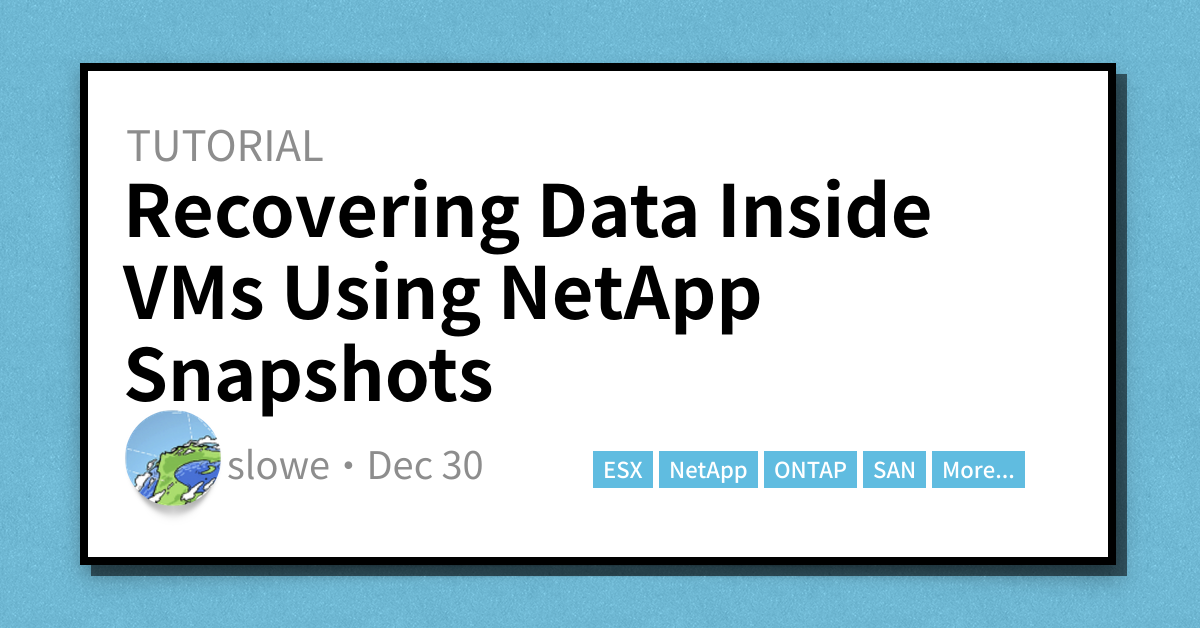 TUTORIAL
Recovering Data Inside
VMs Using NetApp
Snapshots
slowe • Dec 30
ESX NetApp ONTAP SAN More...